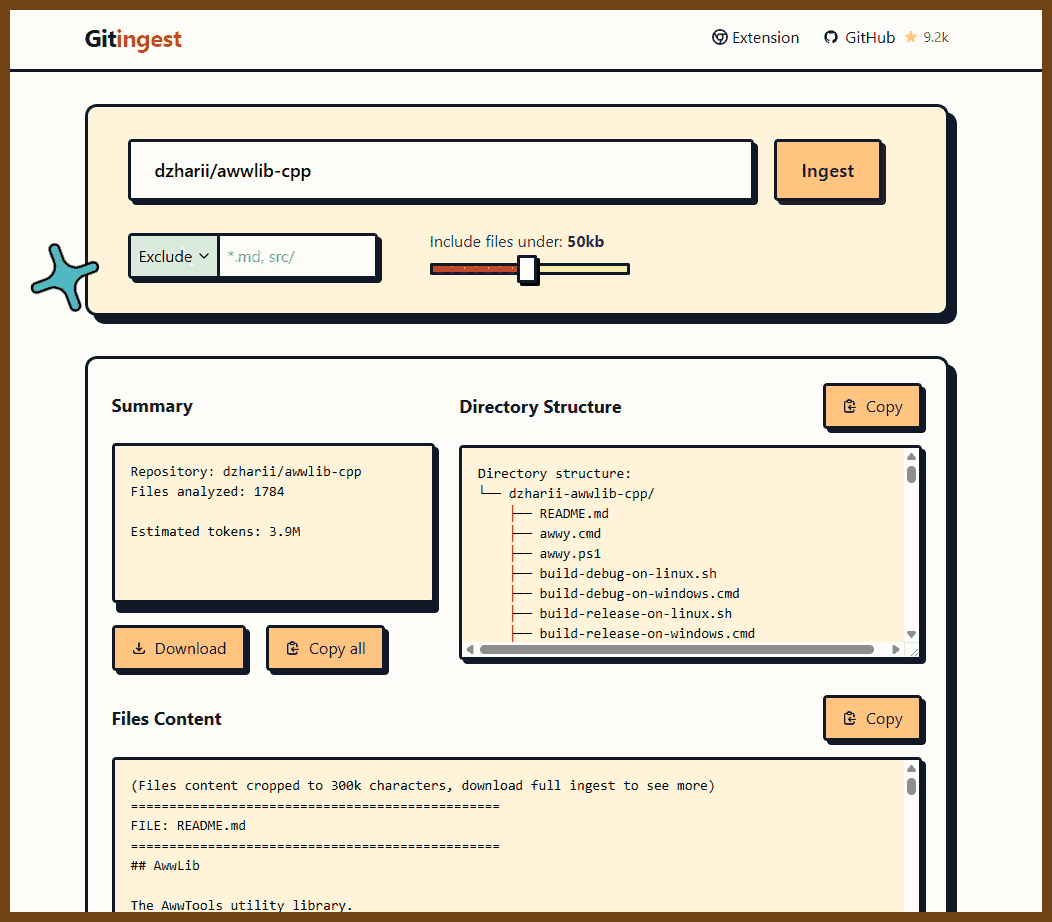 Gitingest
Extension GitHub 9.2k
dzharii/awwlib-cpp
Ingest
Exclude *.md, src/
Include files under: 50kb
Summary
Repository: dzharii/awwlib-cpp
Files analyzed: 1784
Estimated tokens: 3.9M
Download
Copy all
Directory Structure
Copy
Directory structure:
└── dzharii-awwlib-cpp/
├── README.md
├── awwy.cmd
├── awwy.ps1
├── build-debug-on-linux.sh
├── build-debug-on-windows.cmd
├── build-release-on-linux.sh
├── build-release-on-windows.cmd
Files Content
Copy
(Files content cropped to 300k characters, download full ingest to see more)
================================================
FILE: README.md
================================================
## AwwLib
The AwwTools utility library.